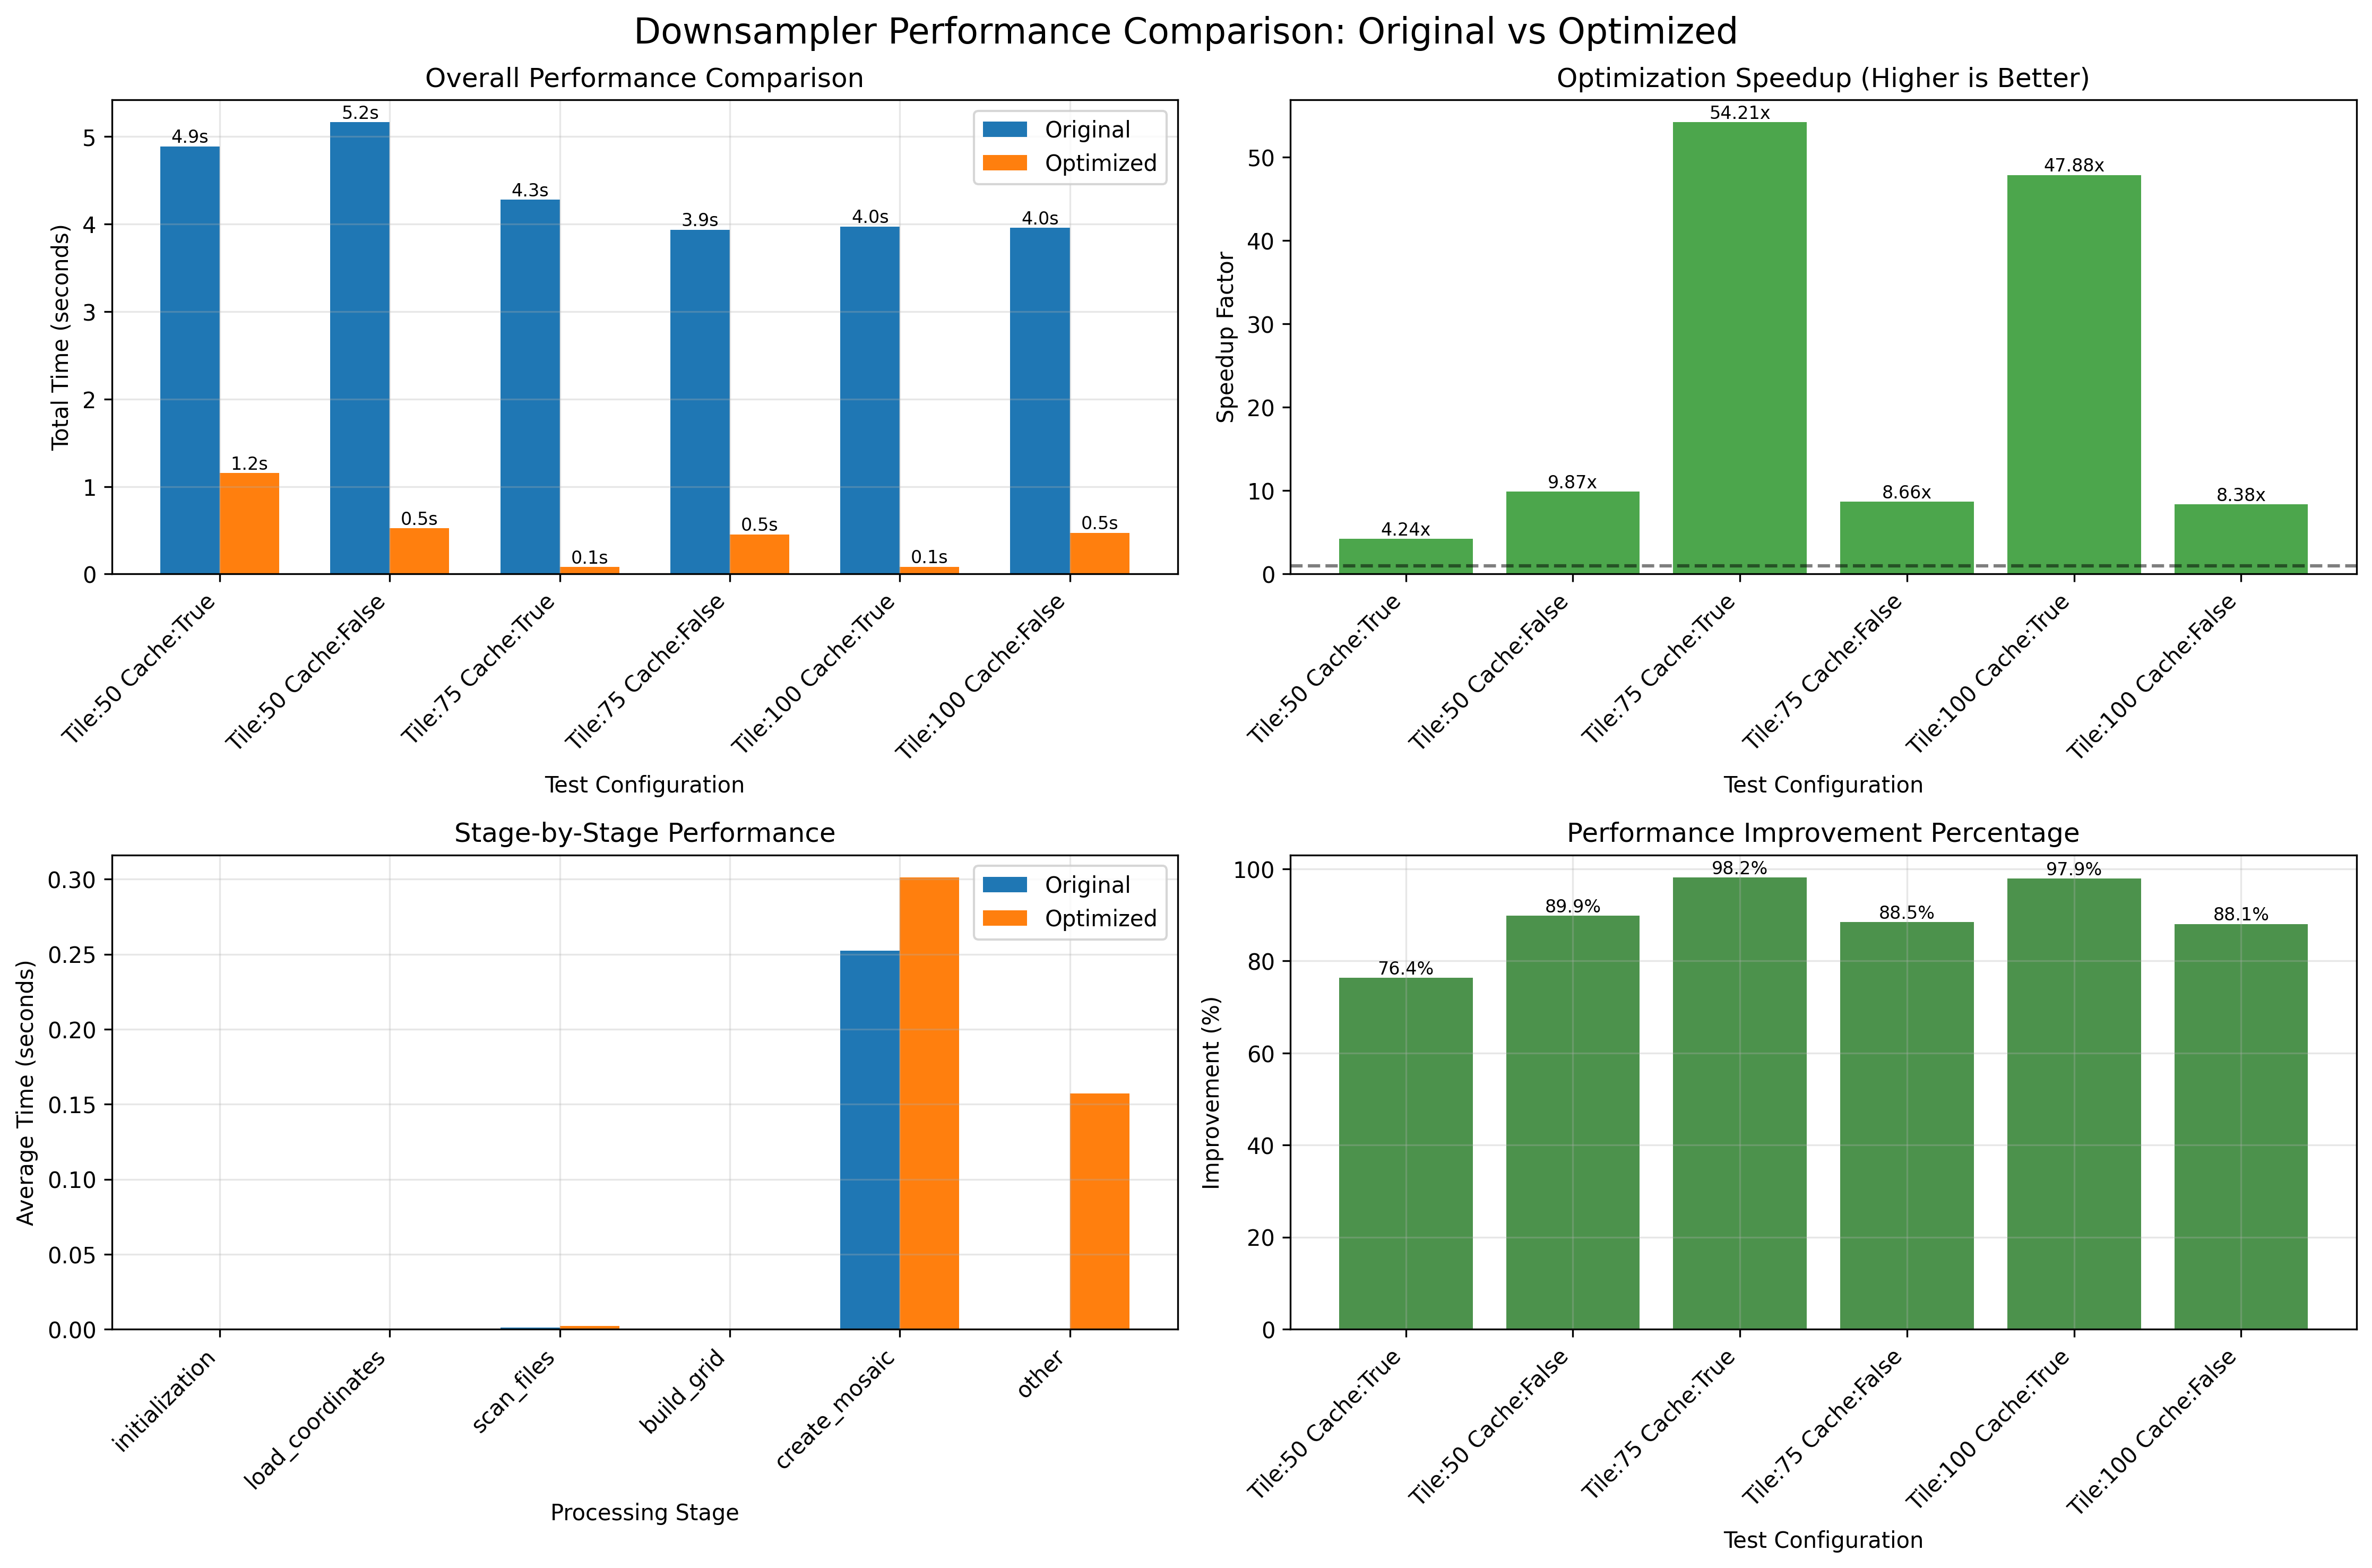 Downsampler Performance Comparison: Original vs Optimized
Overall Performance Comparison
Total Time (seconds)
5
4
3
2
1
0
4.9s
5.2s
4.3s
3.9s
4.0s
4.0s
1.2s
0.5s
0.1s
0.5s
0.1s
0.5s
Original
Optimized
Tile:50 Cache:True
Tile:50 Cache:False
Tile:75 Cache:True
Tile:75 Cache:False
Tile:100 Cache:True
Tile:100 Cache:False
Test Configuration
Optimization Speedup (Higher is Better)
Speedup Factor
50
40
30
20
10
0
4.24x
9.87x
54.21x
8.66x
47.88x
8.38x
Tile:50 Cache:True
Tile:50 Cache:False
Tile:75 Cache:True
Tile:75 Cache:False
Tile:100 Cache:True
Tile:100 Cache:False
Test Configuration
Stage-by-Stage Performance
Average Time (seconds)
0.30
0.25
0.20
0.15
0.10
0.05
0.00
Original
Optimized
initialization
load_coordinates
scan_files
build_grid
create_mosaic
other
Processing Stage
Performance Improvement Percentage
Improvement (%)
100
80
60
40
20
0
76.4%
89.9%
98.2%
88.5%
97.9%
88.1%
Tile:50 Cache:True
Tile:50 Cache:False
Tile:75 Cache:True
Tile:75 Cache:False
Tile:100 Cache:True
Tile:100 Cache:False
Test Configuration